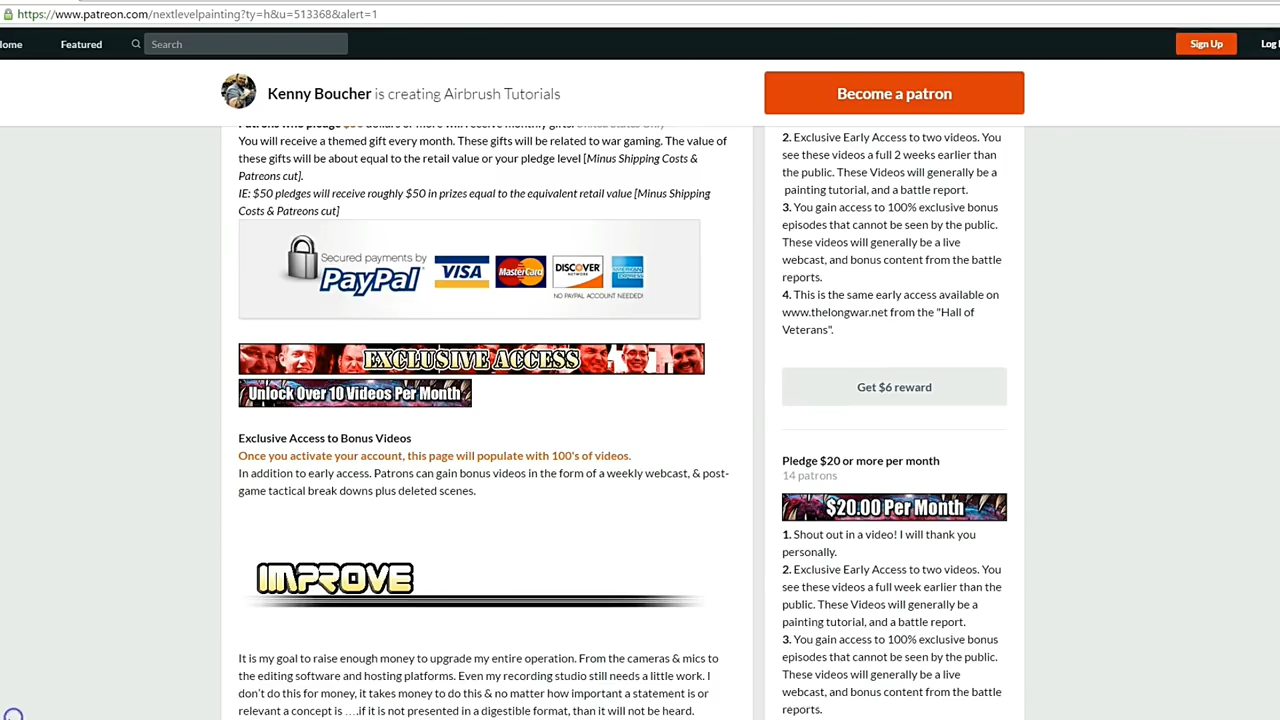 https://www.patreon.com/nextlevelpainting?ty=h&u=513368&alert=1
Home
Featured
Search
Sign Up
Log
Kenny Boucher is creating Airbrush Tutorials
Become a patron
Patrons who pledge $50 dollars or more will receive monthly gifts. United States Only
You will receive a themed gift every month. These gifts will be related to war gaming. The value of
these gifts will be about equal to the retail value or your pledge level [Minus Shipping Costs &
Patreons cut].
IE: $50 pledges will receive roughly $50 in prizes equal to the equivalent retail value [Minus Shipping
Costs & Patreons cut]
Secured payments by
PayPal
VISA
MasterCard
DISCOVER
NETWORK
AMERICAN
EXPRESS
NO PAYPAL ACCOUNT NEEDED!
EXCLUSIVE ACCESS
Unlock Over 10 Videos Per Month
Exclusive Access to Bonus Videos
Once you activate your account, this page will populate with 100's of videos.
In addition to early access. Patrons can gain bonus videos in the form of a weekly webcast, & post-
game tactical break downs plus deleted scenes.
IMPROVE
It is my goal to raise enough money to upgrade my entire operation. From the cameras & mics to
the editing software and hosting platforms. Even my recording studio still needs a little work. I
don't do this for money, it takes money to do this & no matter how important a statement is or
relevant a concept is ….if it is not presented in a digestible format, than it will not be heard.
2. Exclusive Early Access to two videos. You
see these videos a full 2 weeks earlier than
the public. These Videos will generally be a
painting tutorial, and a battle report.
3. You gain access to 100% exclusive bonus
episodes that cannot be seen by the public.
These videos will generally be a live
webcast, and bonus content from the battle
reports.
4. This is the same early access available on
www.thelongwar.net from the "Hall of
Veterans".
Get $6 reward
Pledge $20 or more per month
14 patrons
$20.00 Per Month
1. Shout out in a video! I will thank you
personally.
2. Exclusive Early Access to two videos. You
see these videos a full week earlier than the
public. These Videos will generally be a
painting tutorial, and a battle report.
3. You gain access to 100% exclusive bonus
episodes that cannot be seen by the public.
These videos will generally be a live
webcast, and bonus content from the battle
reports.